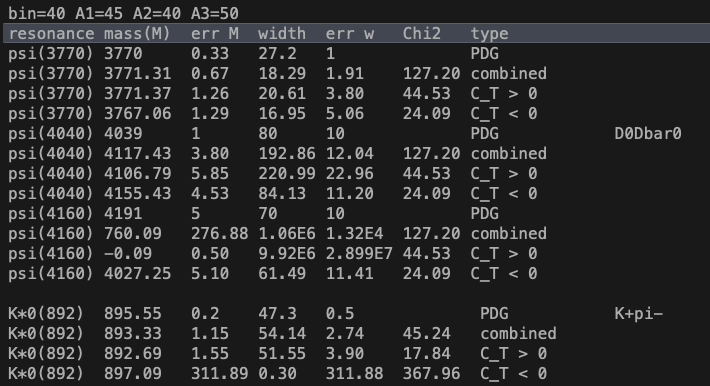 bin=40 A1=45 A2=40 A3=50
resonance mass(M) err M width err w Chi2 type
psi(3770) 3770 0.33 27.2 1 PDG
psi(3770) 3771.31 0.67 18.29 1.91 127.20 combined
psi(3770) 3771.37 1.26 20.61 3.80 44.53 C_T > 0
psi(3770) 3767.06 1.29 16.95 5.06 24.09 C_T < 0
psi(4040) 4039 1 80 10 PDG D0Dbar0
psi(4040) 4117.43 3.80 192.86 12.04 127.20 combined
psi(4040) 4106.79 5.85 220.99 22.96 44.53 C_T > 0
psi(4040) 4155.43 4.53 84.13 11.20 24.09 C_T < 0
psi(4160) 4191 5 70 10 PDG
psi(4160) 760.09 276.88 1.06E6 1.32E4 127.20 combined
psi(4160) -0.09 0.50 9.92E6 2.899E7 44.53 C_T > 0
psi(4160) 4027.25 5.10 61.49 11.41 24.09 C_T < 0
K*0(892) 895.55 0.2 47.3 0.5 PDG K+pi-
K*0(892) 893.33 1.15 54.14 2.74 45.24 combined
K*0(892) 892.69 1.55 51.55 3.90 17.84 C_T > 0
K*0(892) 897.09 311.89 0.30 311.88 367.96 C_T < 0